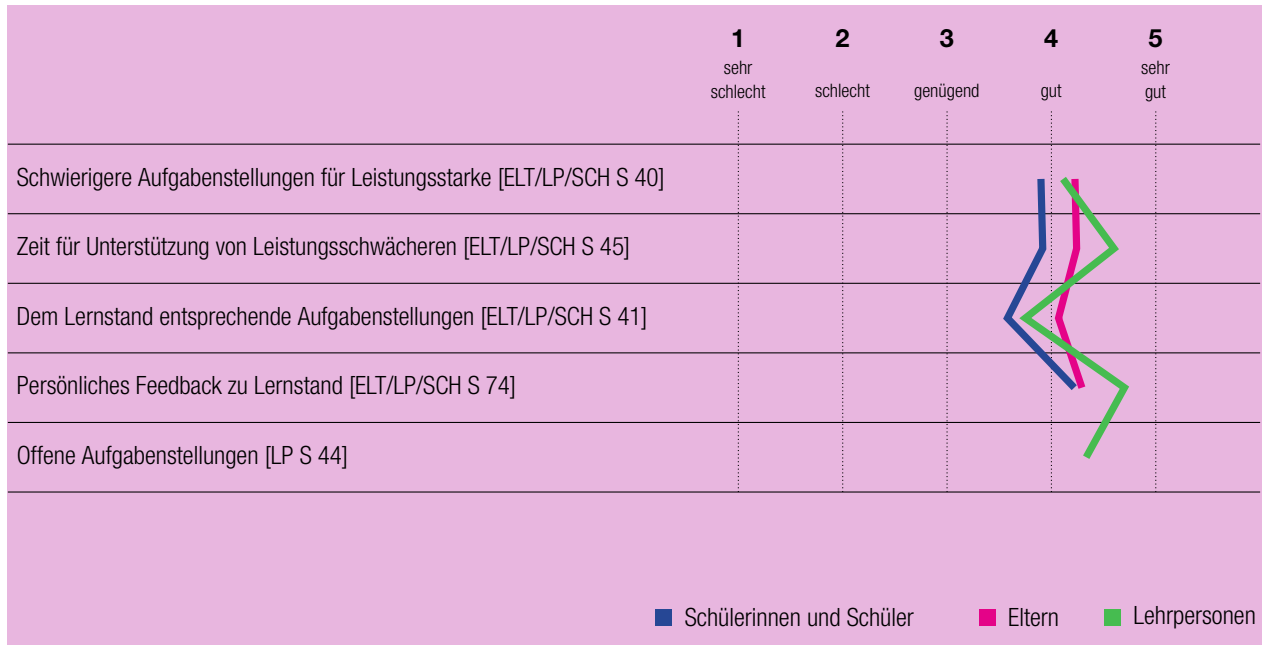 1 2 3 4 5
sehr schlecht schlecht genügend gut sehr gut
Schwierigere Aufgabenstellungen für Leistungsstarke [ELT/LP/SCH S 40]
Zeit für Unterstützung von Leistungsschwächeren [ELT/LP/SCH S 45]
Dem Lernstand entsprechende Aufgabenstellungen [ELT/LP/SCH S 41]
Persönliches Feedback zu Lernstand [ELT/LP/SCH S 74]
Offene Aufgabenstellungen [LP S 44]
Schülerinnen und Schüler Eltern Lehrpersonen